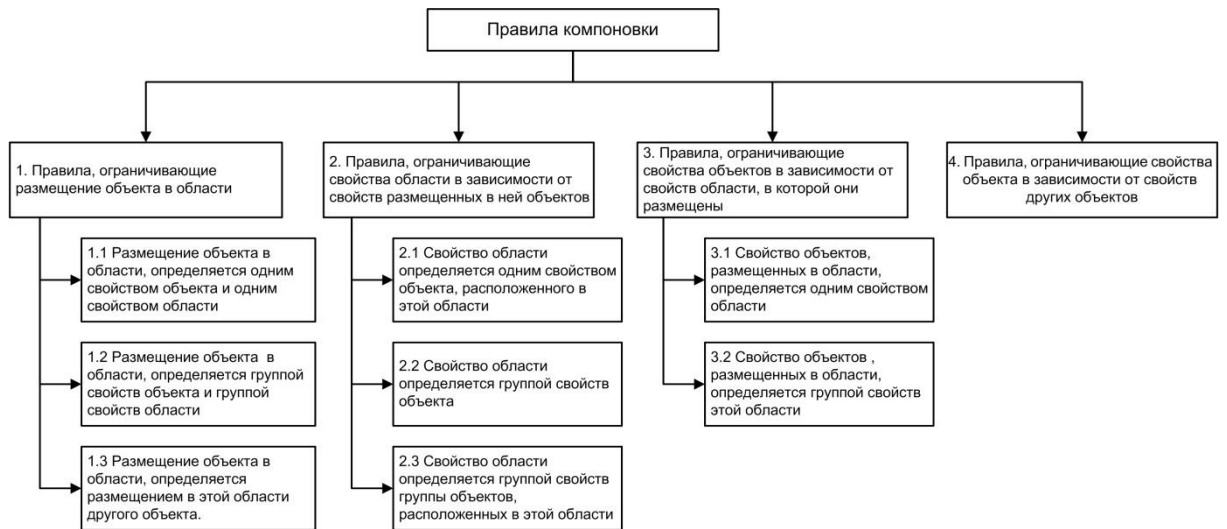 Правила компоновки
1. Правила, ограничивающие
размещение объекта в области
2. Правила, ограничивающие
свойства области в зависимости от
свойств размещенных в ней объектов
3. Правила, ограничивающие
свойства объектов в зависимости от
свойств области, в которой они
размещены
4. Правила, ограничивающие свойства
объекта в зависимости от свойств
других объектов
1.1 Размещение объекта в
области, определяется одним
свойством объекта и одним
свойством области
1.2 Размещение объекта в
области, определяется группой
свойств объекта и группой
свойств области
1.3 Размещение объекта в
области, определяется
размещением в этой области
другого объекта.
2.1 Свойство области
определяется одним свойством
объекта, расположенного в
этой области
2.2 Свойство области
определяется группой свойств
объекта
2.3 Свойство области
определяется группой свойств
группы объектов,
расположенных в этой области
3.1 Свойство объектов,
размещенных в области,
определяется одним свойством
области
3.2 Свойство объектов ,
размещенных в области,
определяется группой свойств
этой области